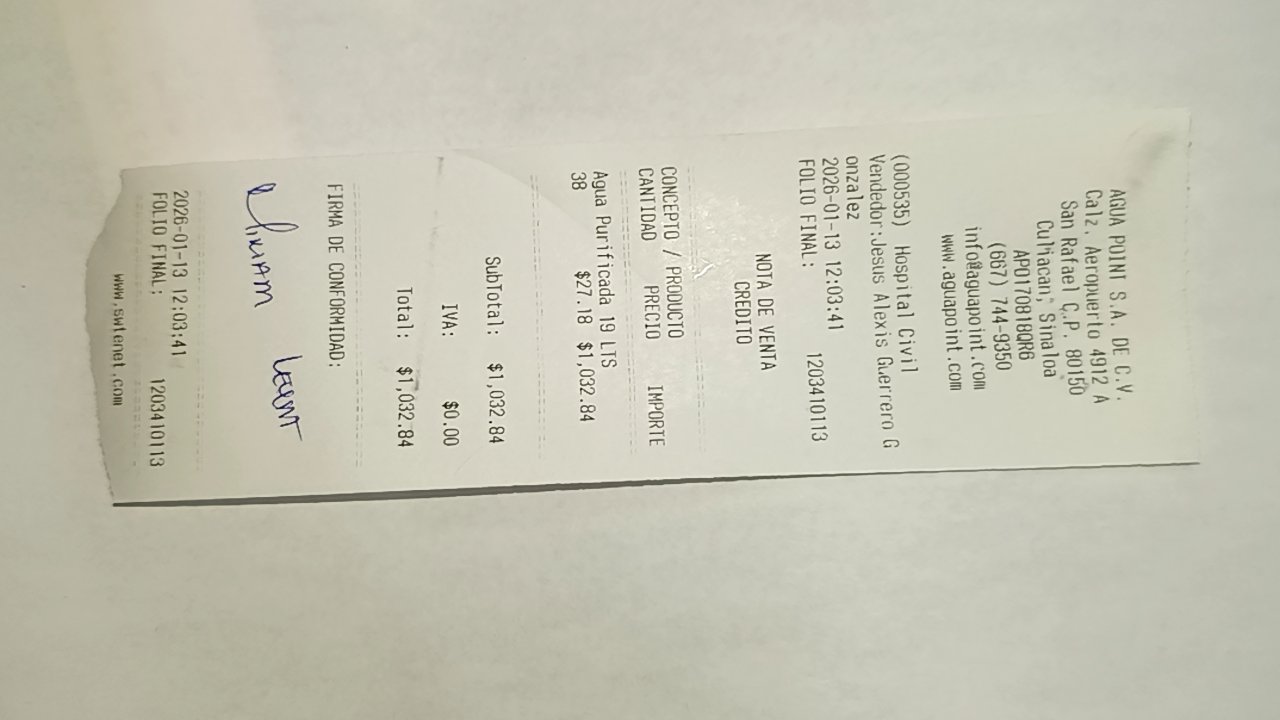 AGUA POINT S.A. DE C.V.
Calz. Aeropuerto 4912 A
San Rafael C.P. 80150
Culiacan, Sinaloa
APO170818QR6
(667) 744-9350
info@aguapoint.com
www.aguapoint.com
(000535) Hospital Civil
Vendedor:Jesus Alexis Guerrero G
onzalez
2026-01-13 12:03:41
FOLIO FINAL: 1203410113
NOTA DE VENTA
CREDITO
CONCEPTO / PRODUCTO
CANTIDAD PRECIO IMPORTE
Agua Purificada 19 LTS
38 $27.18 $1,032.84
SubTotal: $1,032.84
IVA: $0.00
Total: $1,032.84
FIRMA DE CONFORMIDAD:
2026-01-13 12:03:41
FOLIO FINAL: 1203410113
www.swtenet.com